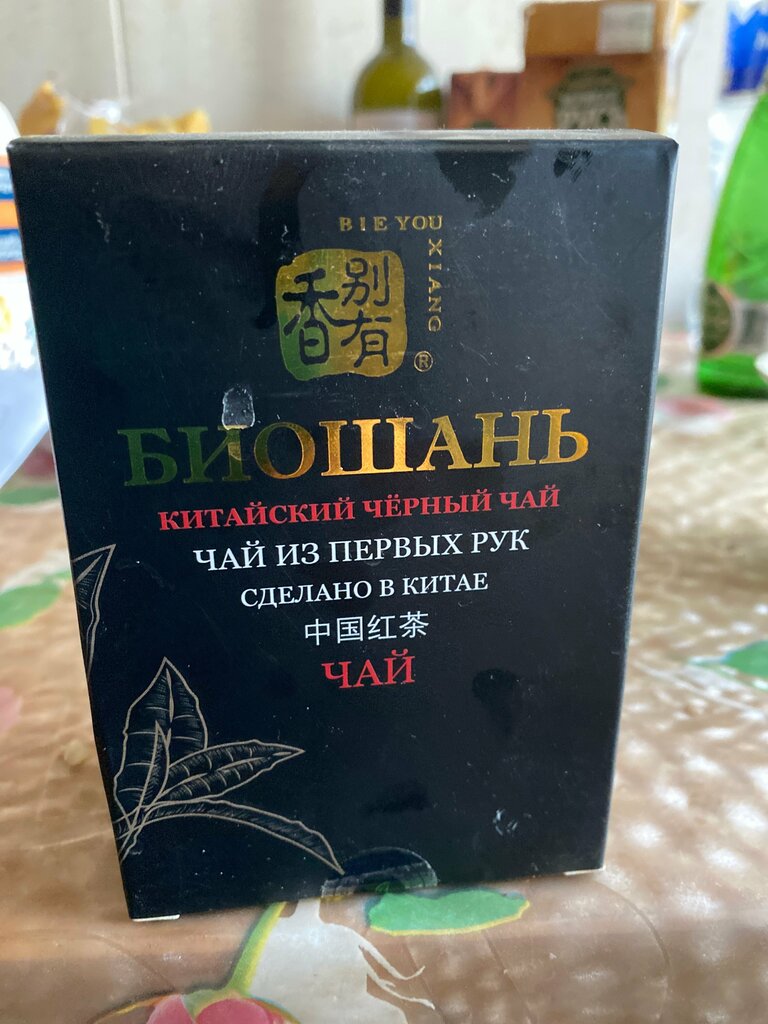 BIE YOU
XIANG
别有
香
®
БИОШАНЬ
КИТАЙСКИЙ ЧЁРНЫЙ ЧАЙ
ЧАЙ ИЗ ПЕРВЫХ РУК
СДЕЛАНО В КИТАЕ
中国红茶
ЧАЙ